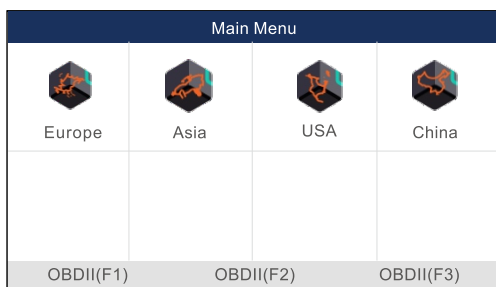 Main Menu
Europe Asia USA China
OBDII(F1) OBDII(F2) OBDII(F3)